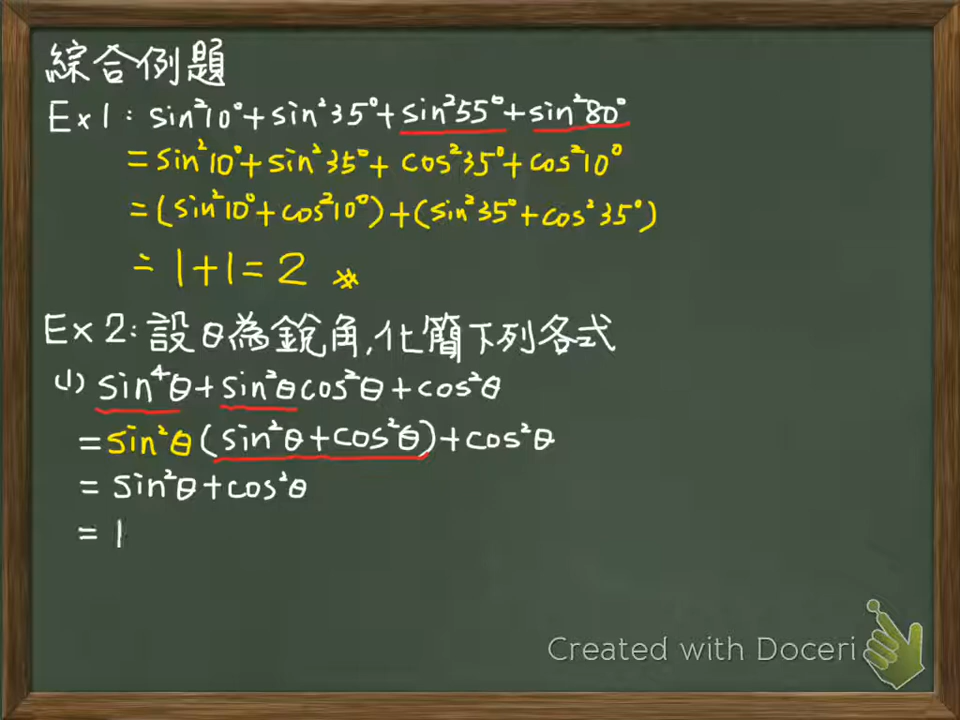 綜合例題
Ex1: sin²10°+sin²35°+sin²55°+sin²80°
=sin²10°+sin²35°+cos²35°+cos²10°
=(sin²10°+cos²10°)+(sin²35°+cos²35°)
=1+1=2 ※
Ex2:設θ為銳角,化簡下列各式
(1) sin⁴θ+sin²θcos²θ+cos²θ
=sin²θ(sin²θ+cos²θ)+cos²θ
=sin²θ+cos²θ
=1
Created with Doceri